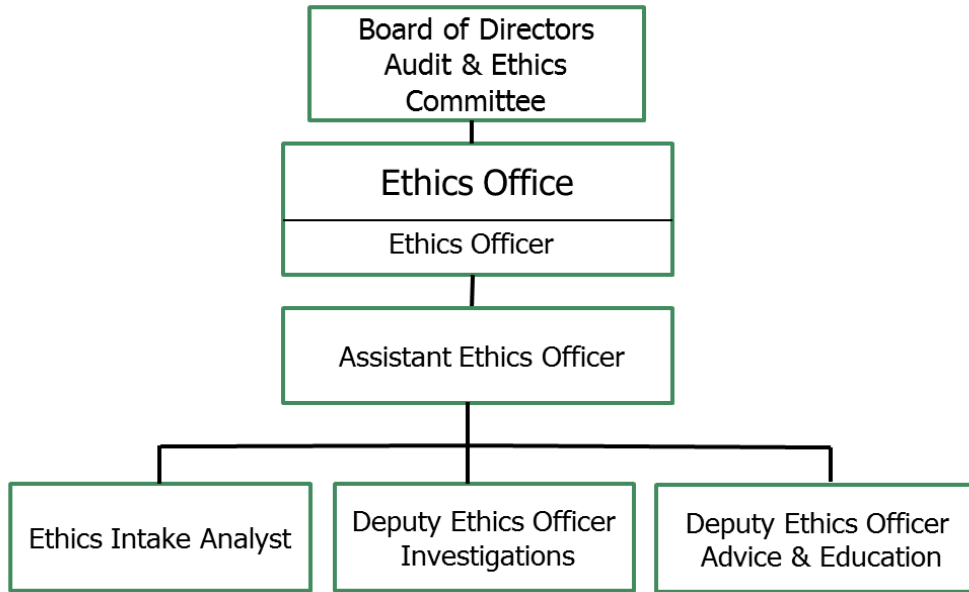 Board of Directors
Audit & Ethics
Committee
Ethics Office
Ethics Officer
Assistant Ethics Officer
Ethics Intake Analyst
Deputy Ethics Officer
Investigations
Deputy Ethics Officer
Advice & Education